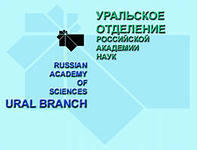 УРАЛЬСКОЕ
ОТДЕЛЕНИЕ
РОССИЙСКОЙ
АКАДЕМИИ
НАУК
RUSSIAN
ACADEMY
OF
SCIENCES
URAL BRANCH